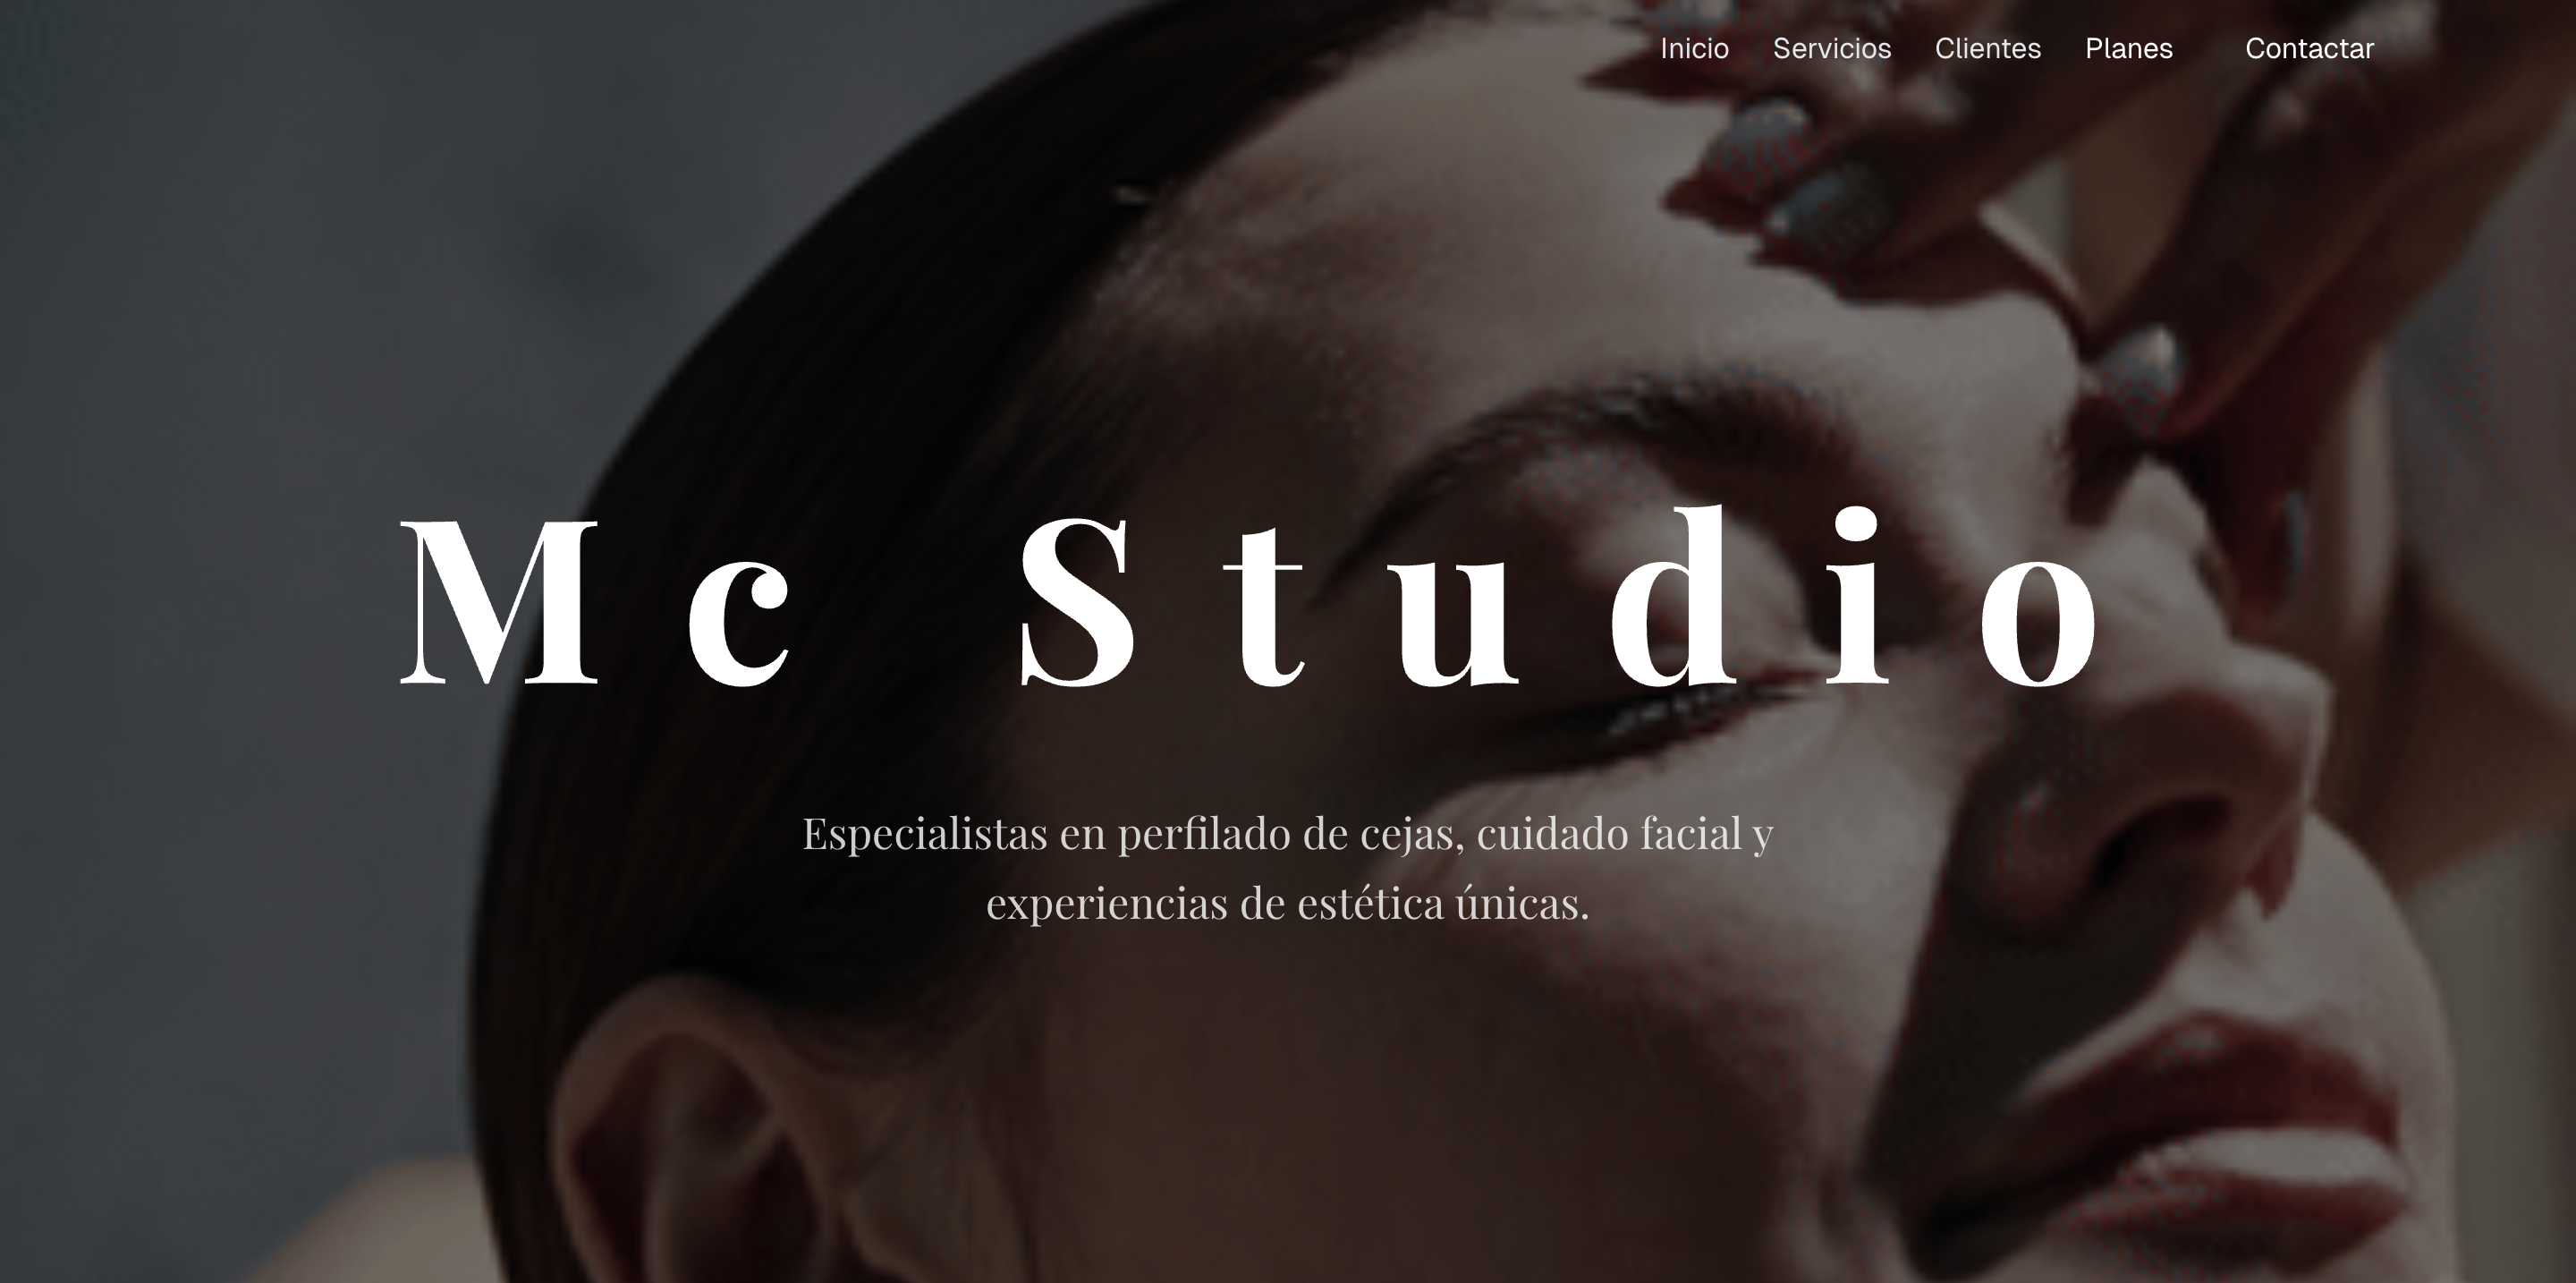 Inicio Servicios Clientes Planes Contactar
Mc Studio
Especialistas en perfilado de cejas, cuidado facial y
experiencias de estética únicas.